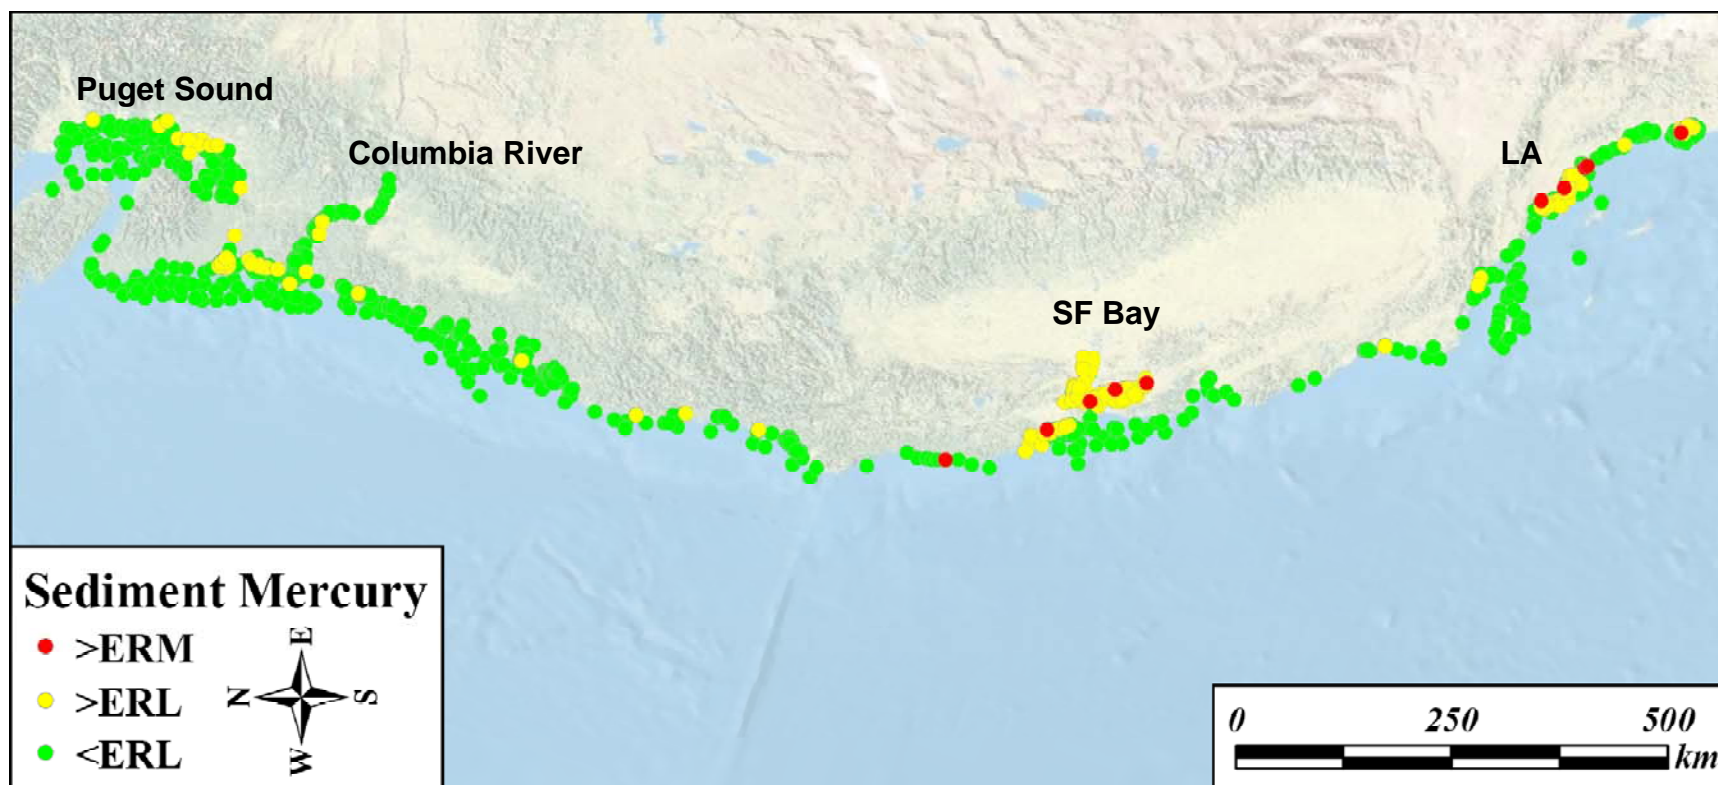 Puget Sound
Columbia River
LA
SF Bay
Sediment Mercury
>ERM
>ERL
<ERL
E
N
S
W
0 250 500
km